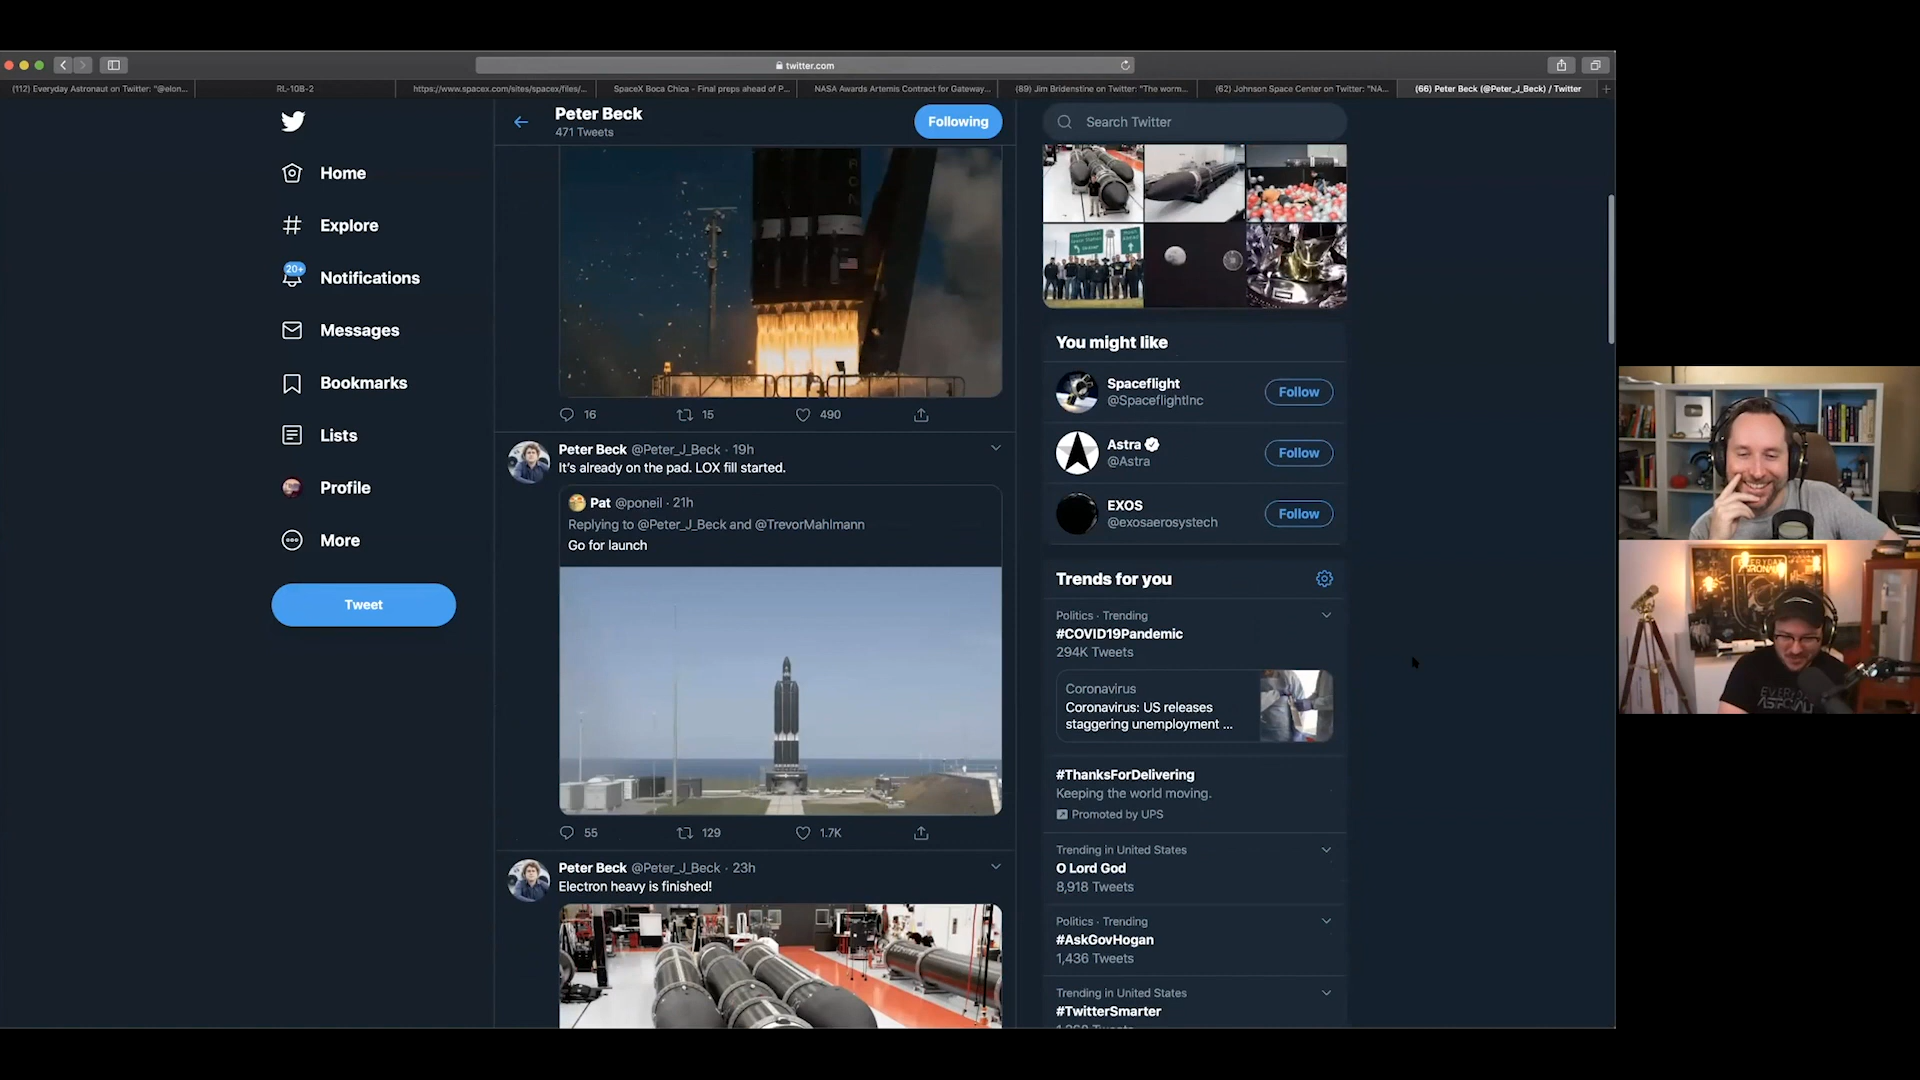 twitter.com
(112) Everyday Astronaut on Twitter: "@elon...
RL-10B-2
https://www.spacex.com/sites/spacex/files/...
SpaceX Boca Chica - Final preps ahead of P...
NASA Awards Artemis Contract for Gateway...
(89) Jim Bridenstine on Twitter: "The worm...
(62) Johnson Space Center on Twitter: "NA...
(66) Peter Beck (@Peter_J_Beck) / Twitter
Home
Explore
20+
Notifications
Messages
Bookmarks
Lists
Profile
More
Tweet
Peter Beck
471 Tweets
Following
16
15
490
Peter Beck @Peter_J_Beck · 19h
It's already on the pad. LOX fill started.
Pat @poneil · 21h
Replying to @Peter_J_Beck and @TrevorMahlmann
Go for launch
55
129
1.7K
Peter Beck @Peter_J_Beck · 23h
Electron heavy is finished!
Search Twitter
You might like
Spaceflight
@SpaceflightInc
Follow
Astra
@Astra
Follow
EXOS
@exosaerosystech
Follow
Trends for you
Politics · Trending
#COVID19Pandemic
294K Tweets
Coronavirus
Coronavirus: US releases
staggering unemployment ...
#ThanksForDelivering
Keeping the world moving.
Promoted by UPS
Trending in United States
O Lord God
8,918 Tweets
Politics · Trending
#AskGovHogan
1,436 Tweets
Trending in United States
#TwitterSmarter
EVERYDAY
ASTRONAUT